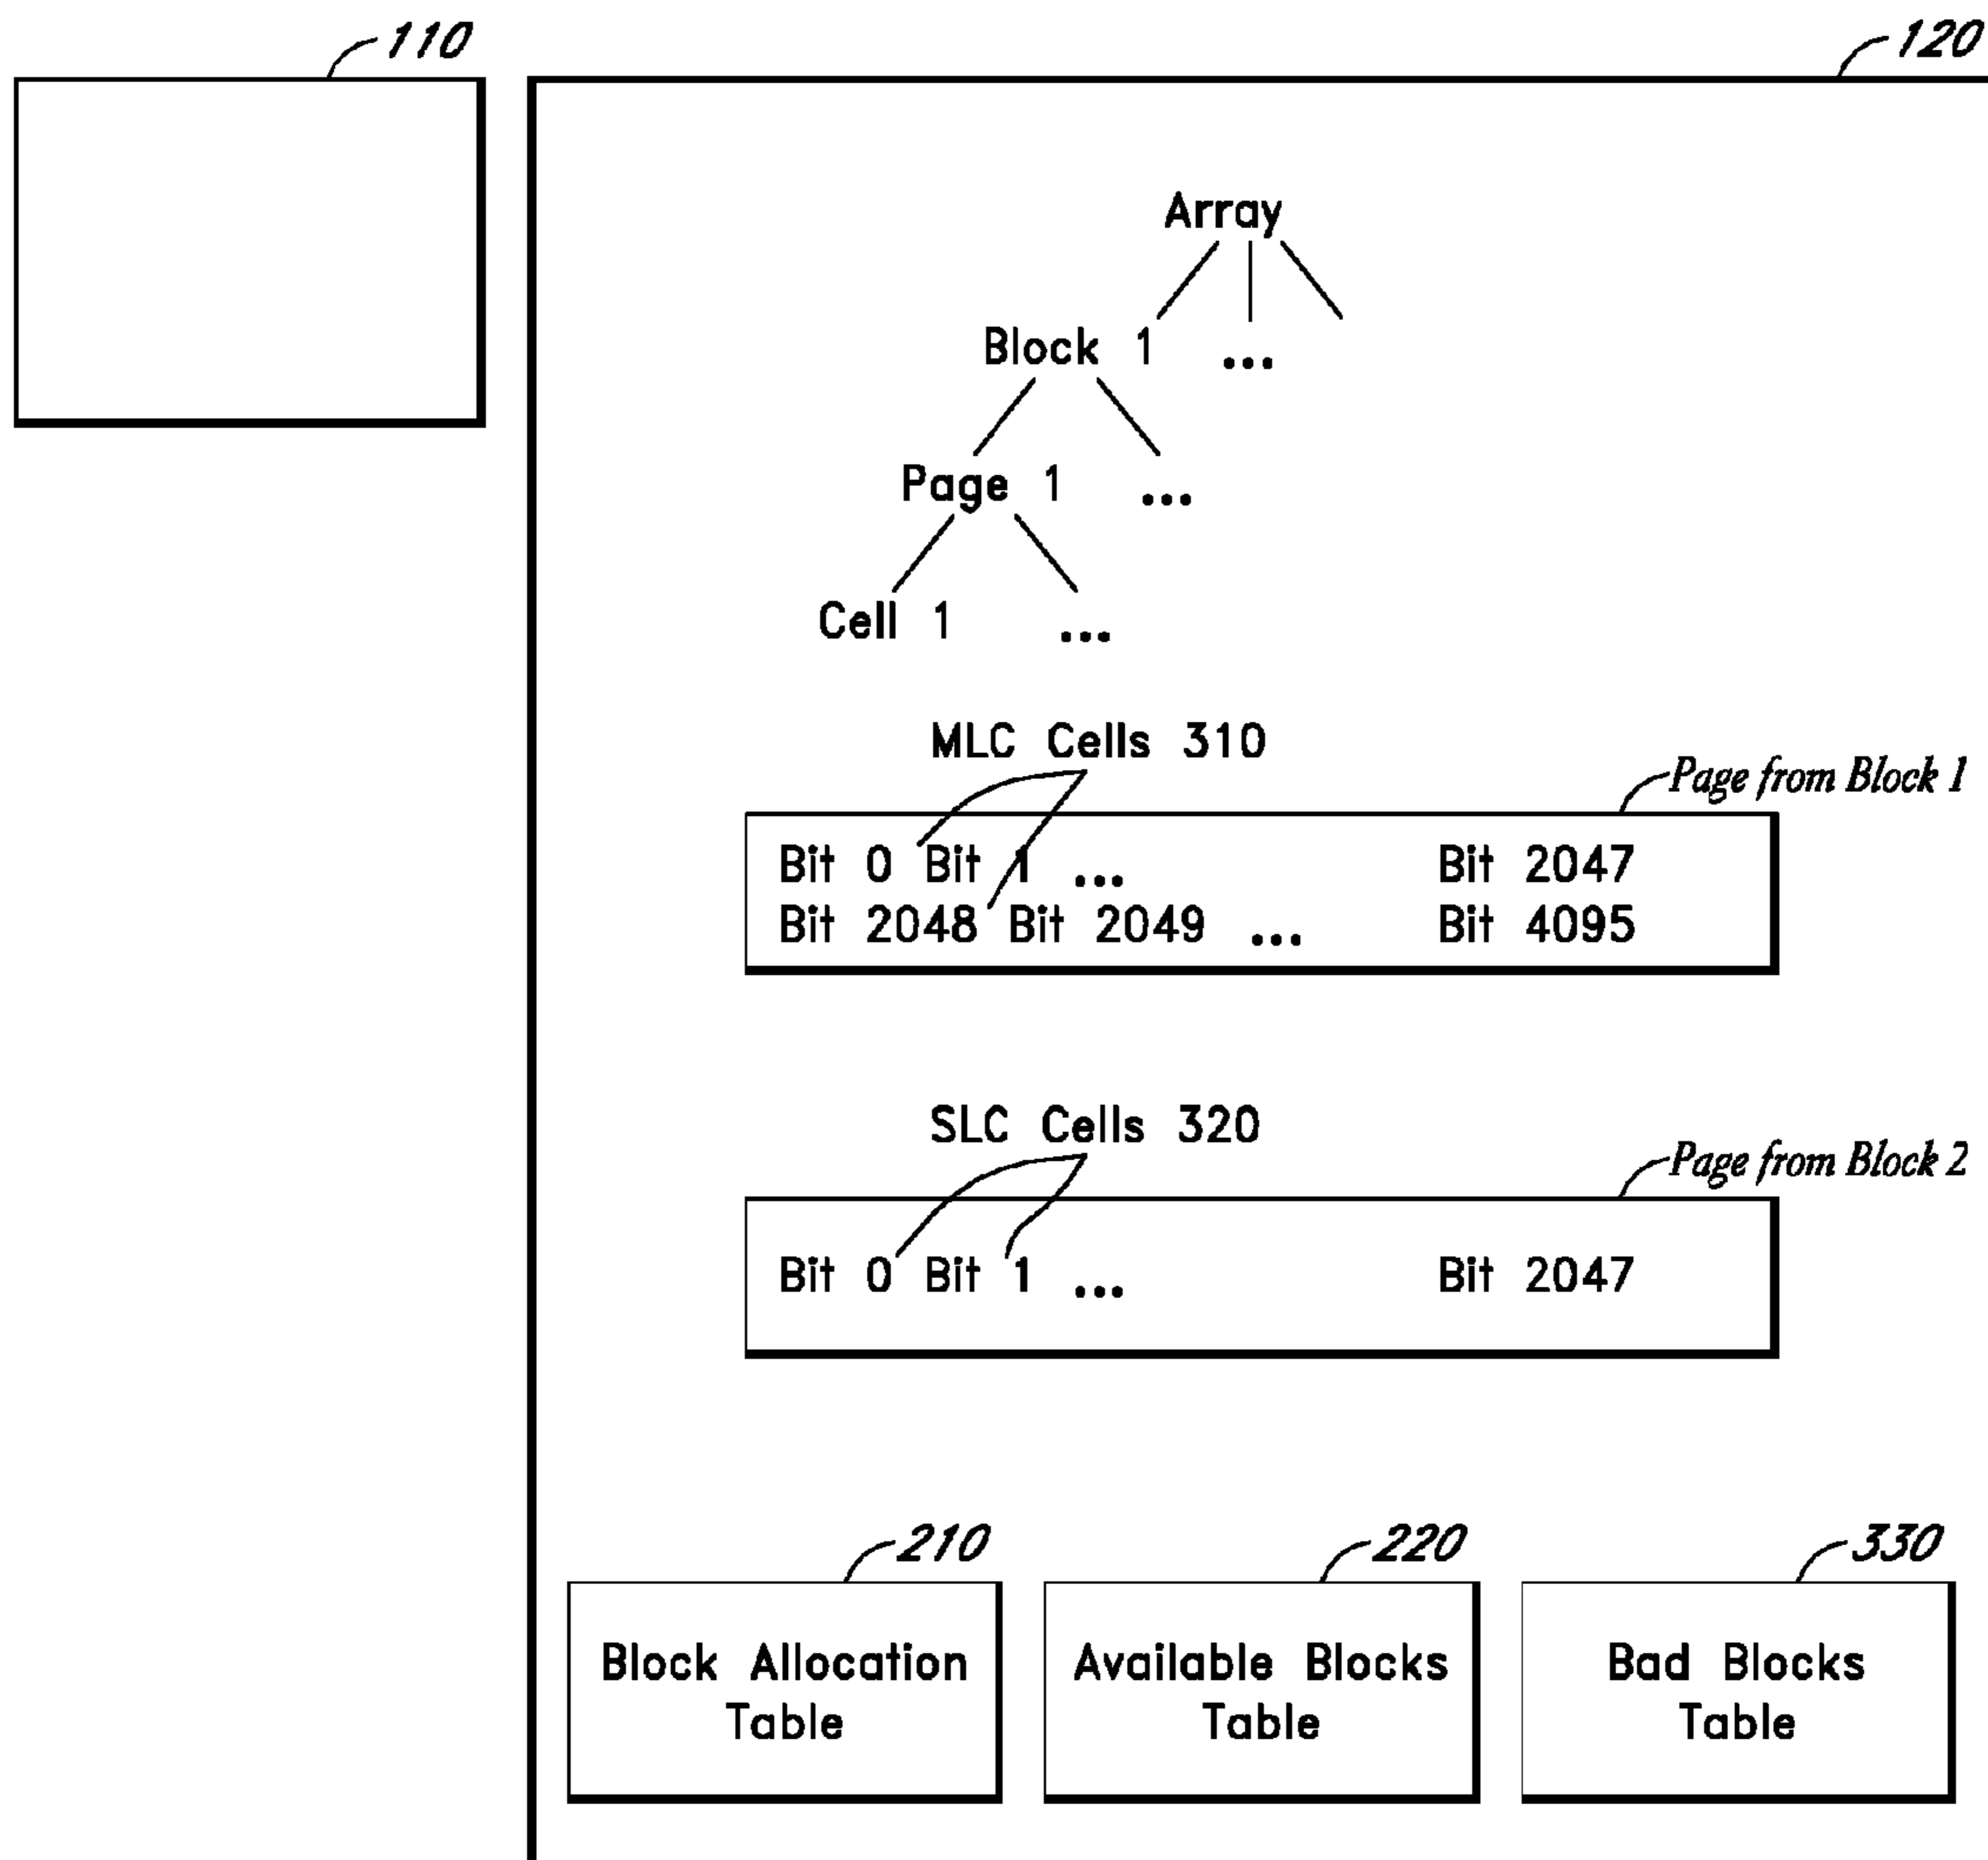 110
120
Array
Block 1 ...
Page 1 ...
Cell 1 ...
MLC Cells 310
Page from Block 1
Bit 0 Bit 1 ... Bit 2047
Bit 2048 Bit 2049 ... Bit 4095
SLC Cells 320
Page from Block 2
Bit 0 Bit 1 ... Bit 2047
210
220
330
Block Allocation
Table
Available Blocks
Table
Bad Blocks
Table